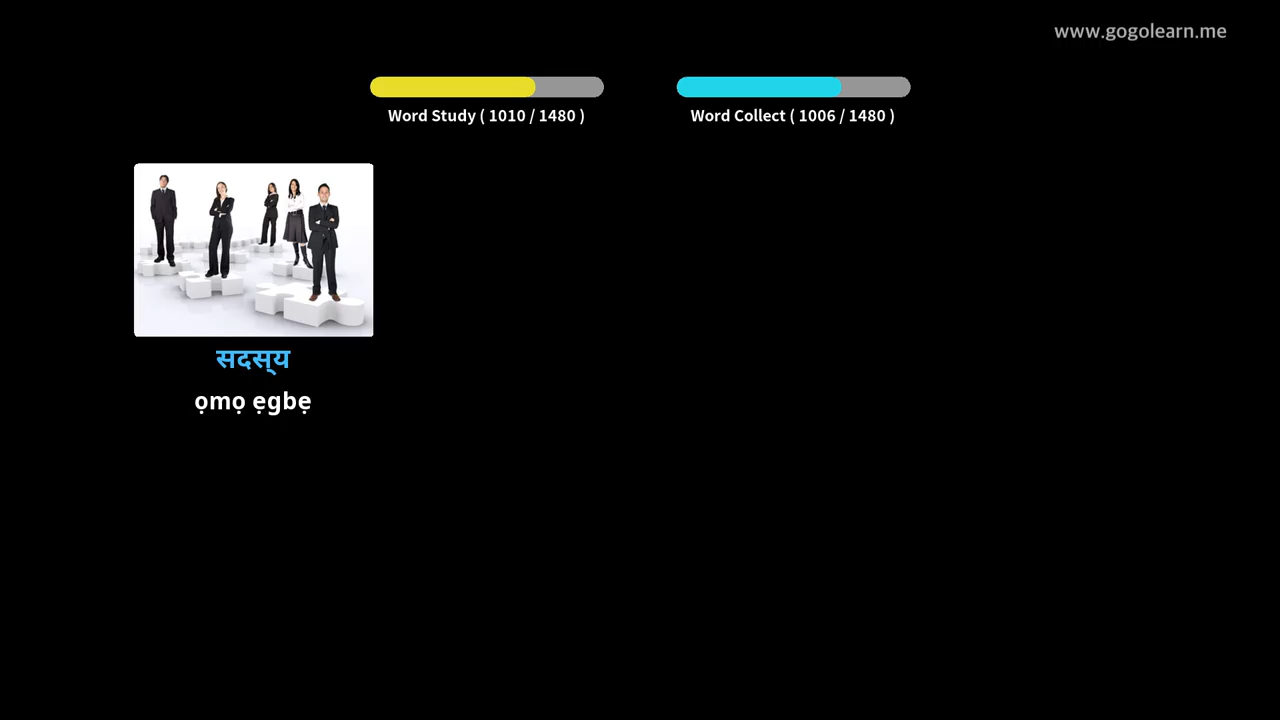 www.gogolearn.me
Word Study ( 1010 / 1480 )
Word Collect ( 1006 / 1480 )
सदस्य
ọmọ ẹgbẹ